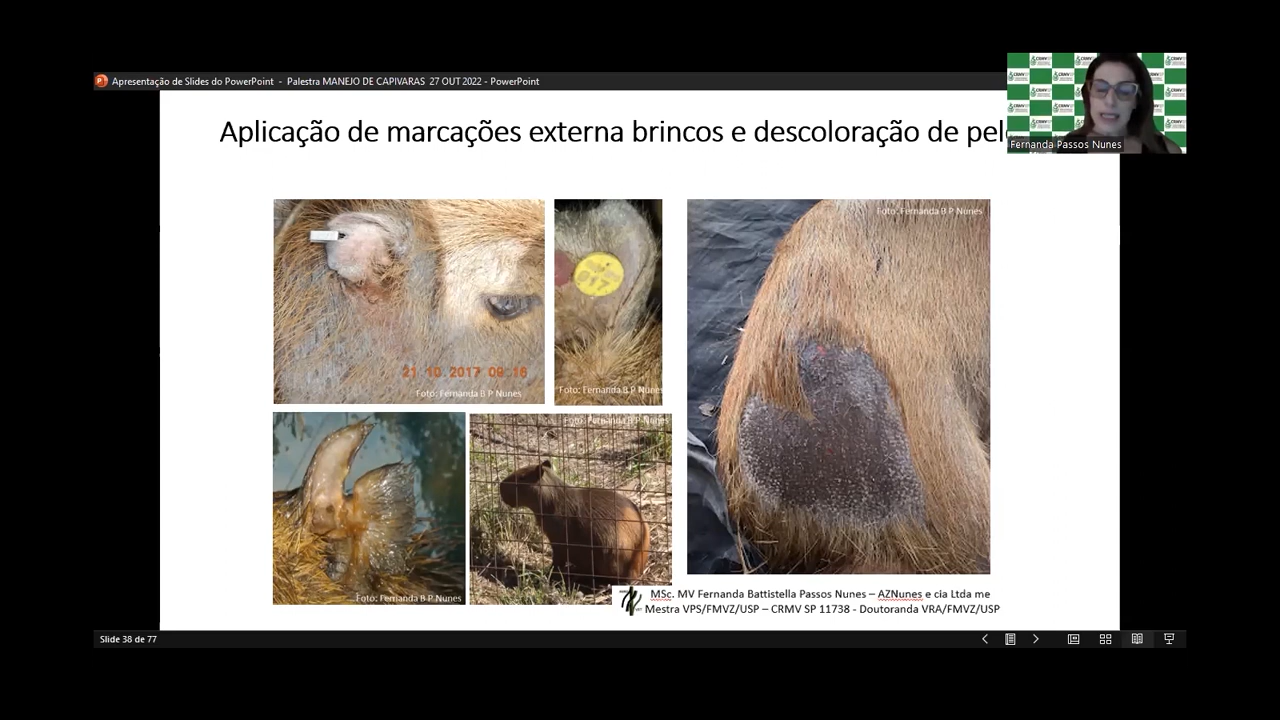 Apresentação de Slides do PowerPoint - Palestra MANEJO DE CAPIVARAS 27 OUT 2022 - PowerPoint
Fernanda Passos Nunes
Aplicação de marcações externa brincos e descoloração de pel
21 10 2017 09 16
Foto: Fernanda B P Nunes
017
Foto: Fernanda B P Nunes
Foto: Fernanda B P Nunes
Foto: Fernanda B P Nunes
Foto: Fernanda B P Nunes
MSc. MV Fernanda Battistella Passos Nunes – AZNunes e cia Ltda me
Mestra VPS/FMVZ/USP – CRMV SP 11738 - Doutoranda VRA/FMVZ/USP
Slide 38 de 77